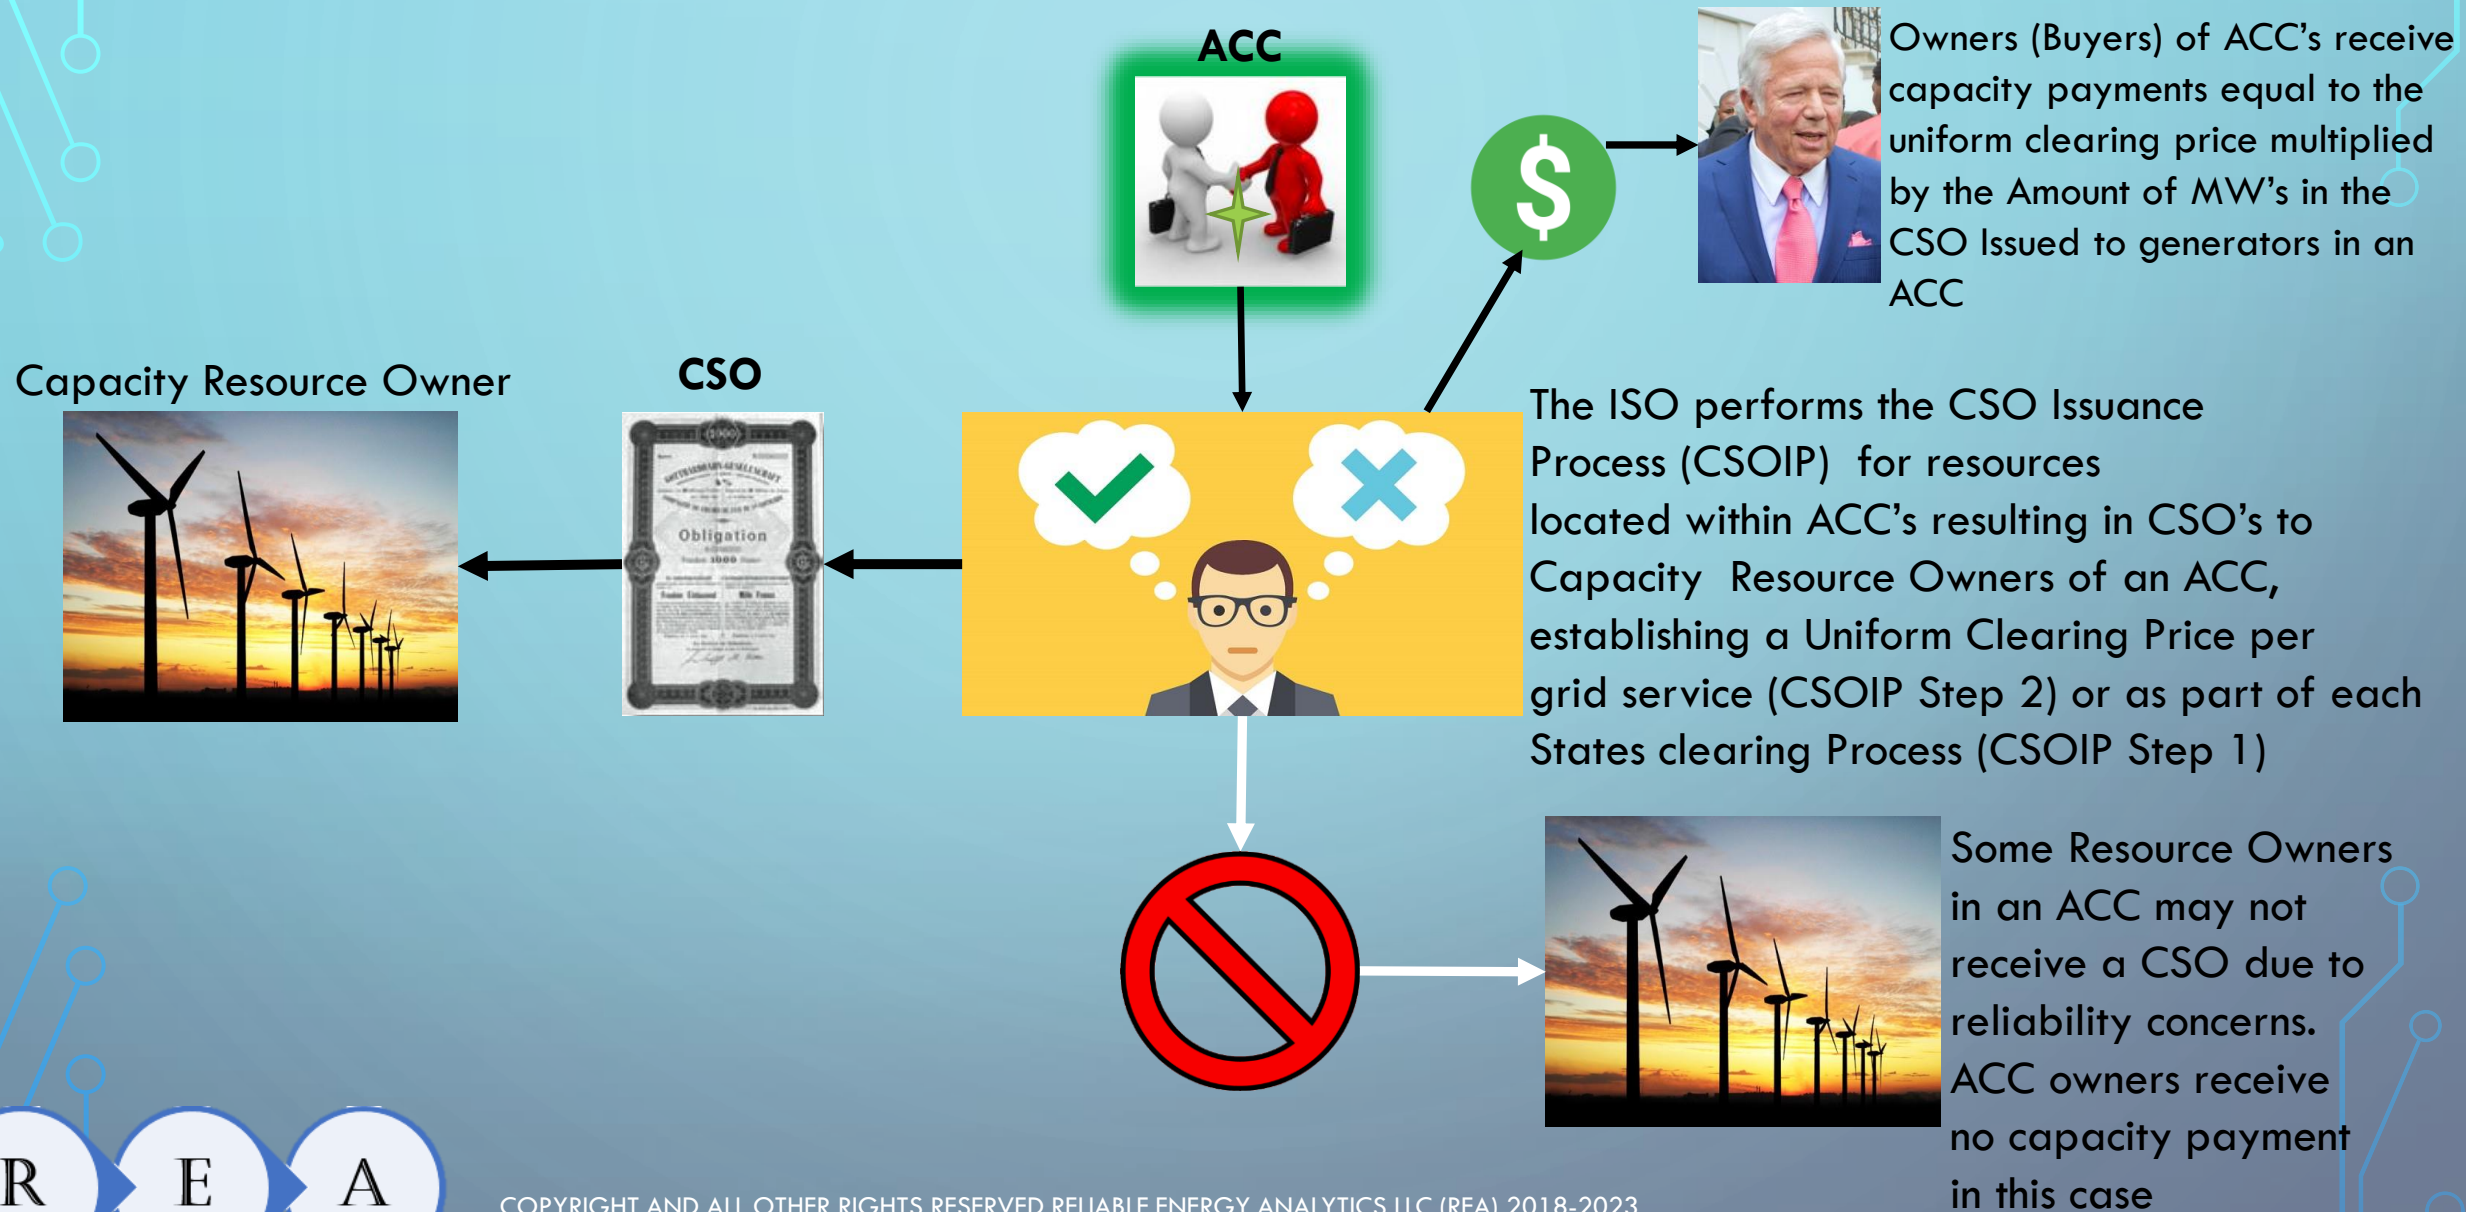 ACC
Owners (Buyers) of ACC's receive
capacity payments equal to the
uniform clearing price multiplied
by the Amount of MW's in the
CSO Issued to generators in an
ACC
$
Capacity Resource Owner
CSO
Obligation
1000
The ISO performs the CSO Issuance
Process (CSOIP) for resources
located within ACC's resulting in CSO's to
Capacity Resource Owners of an ACC,
establishing a Uniform Clearing Price per
grid service (CSOIP Step 2) or as part of each
States clearing Process (CSOIP Step 1)
Some Resource Owners
in an ACC may not
receive a CSO due to
reliability concerns.
ACC owners receive
no capacity payment
in this case
R E A
COPYRIGHT AND ALL OTHER RIGHTS RESERVED RELIABLE ENERGY ANALYTICS LLC (REA) 2018-2023